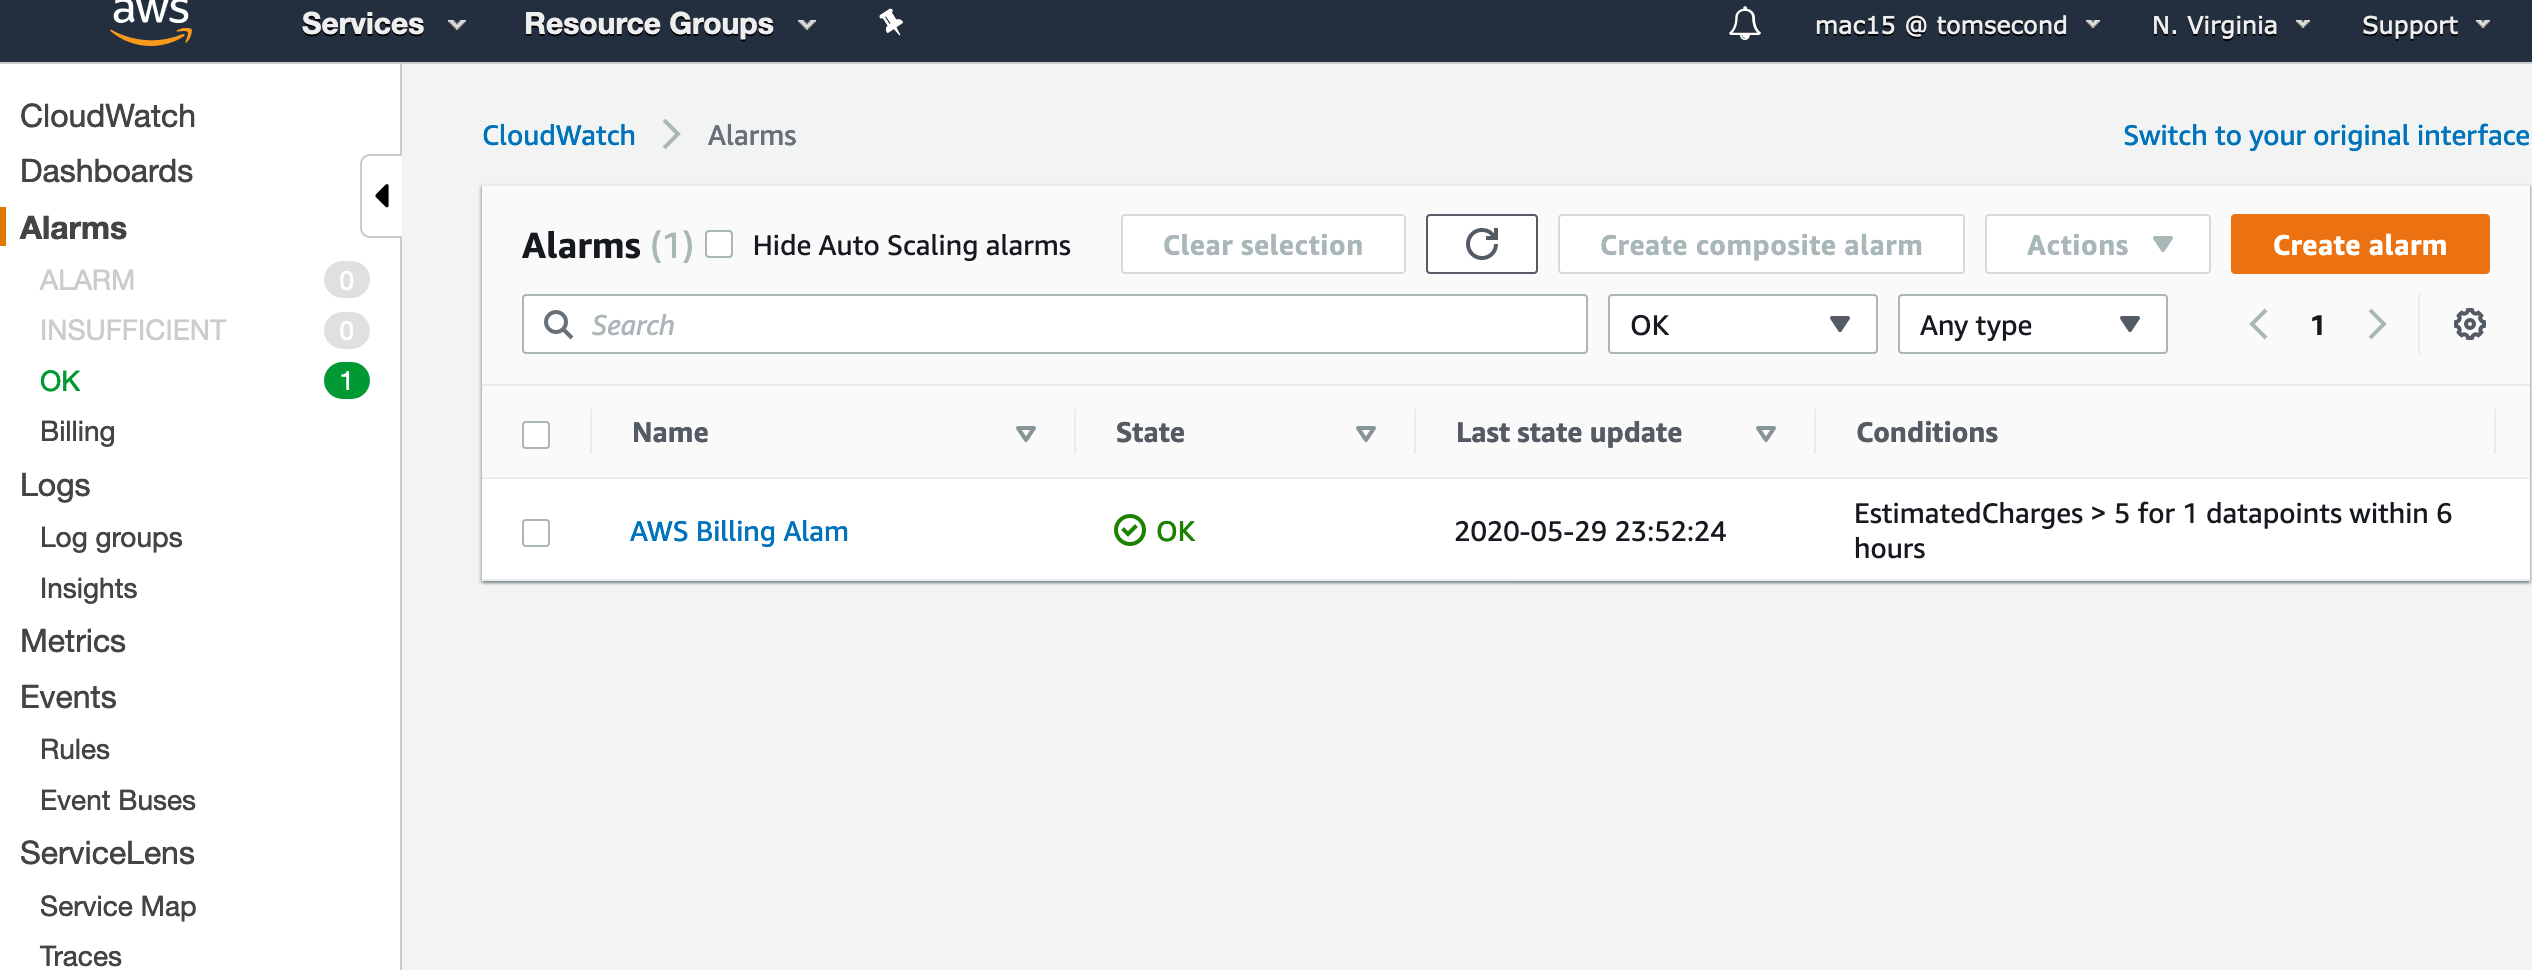 aws
Services
Resource Groups
mac15 @ tomsecond
N. Virginia
Support
CloudWatch
Dashboards
Alarms
ALARM 0
INSUFFICIENT 0
OK 1
Billing
Logs
Log groups
Insights
Metrics
Events
Rules
Event Buses
ServiceLens
Service Map
Traces
CloudWatch
Alarms
Switch to your original interface
Alarms (1)
Hide Auto Scaling alarms
Clear selection
Create composite alarm
Actions
Create alarm
Search
OK
Any type
1
Name
State
Last state update
Conditions
AWS Billing Alam
OK
2020-05-29 23:52:24
EstimatedCharges > 5 for 1 datapoints within 6
hours